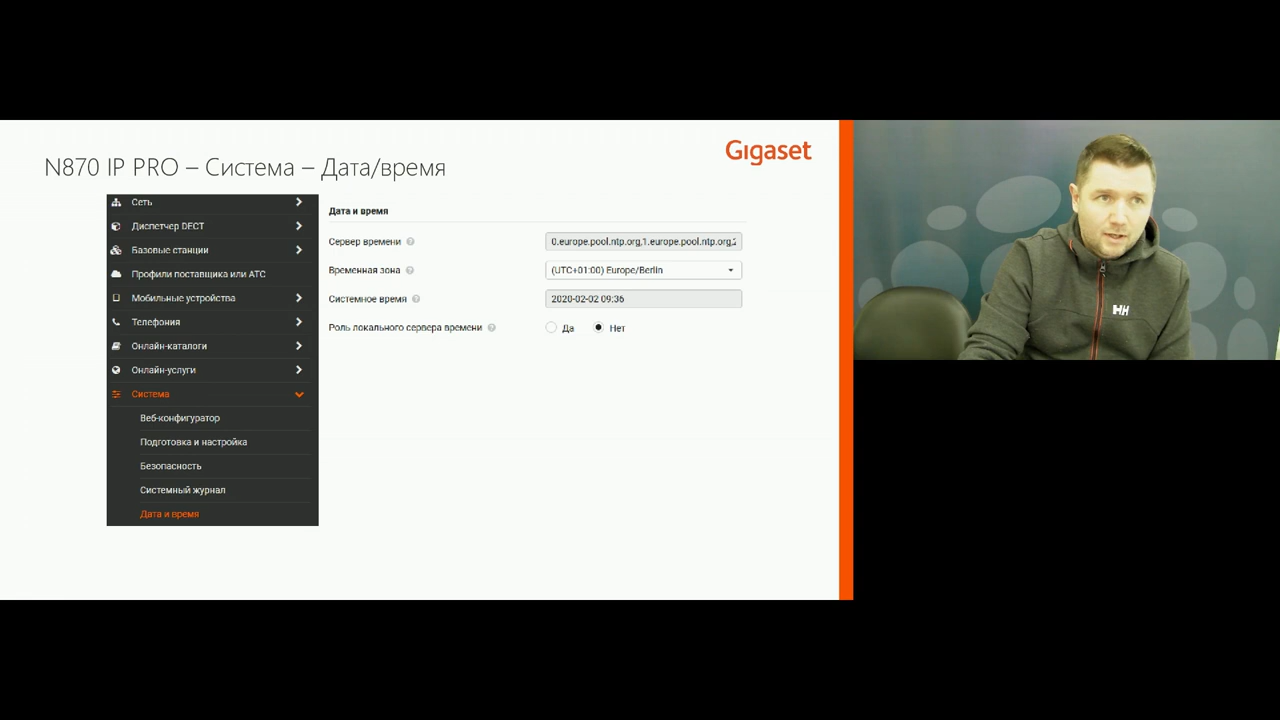 Gigaset
N870 IP PRO – Система – Дата/время
Сеть
Диспетчер DECT
Базовые станции
Профили поставщика или АТС
Мобильные устройства
Телефония
Онлайн-каталоги
Онлайн-услуги
Система
Веб-конфигуратор
Подготовка и настройка
Безопасность
Системный журнал
Дата и время
Дата и время
Сервер времени 0.europe.pool.ntp.org,1.europe.pool.ntp.org,2
Временная зона (UTC+01:00) Europe/Berlin
Системное время 2020-02-02 09:36
Роль локального сервера времени Да Нет
HH